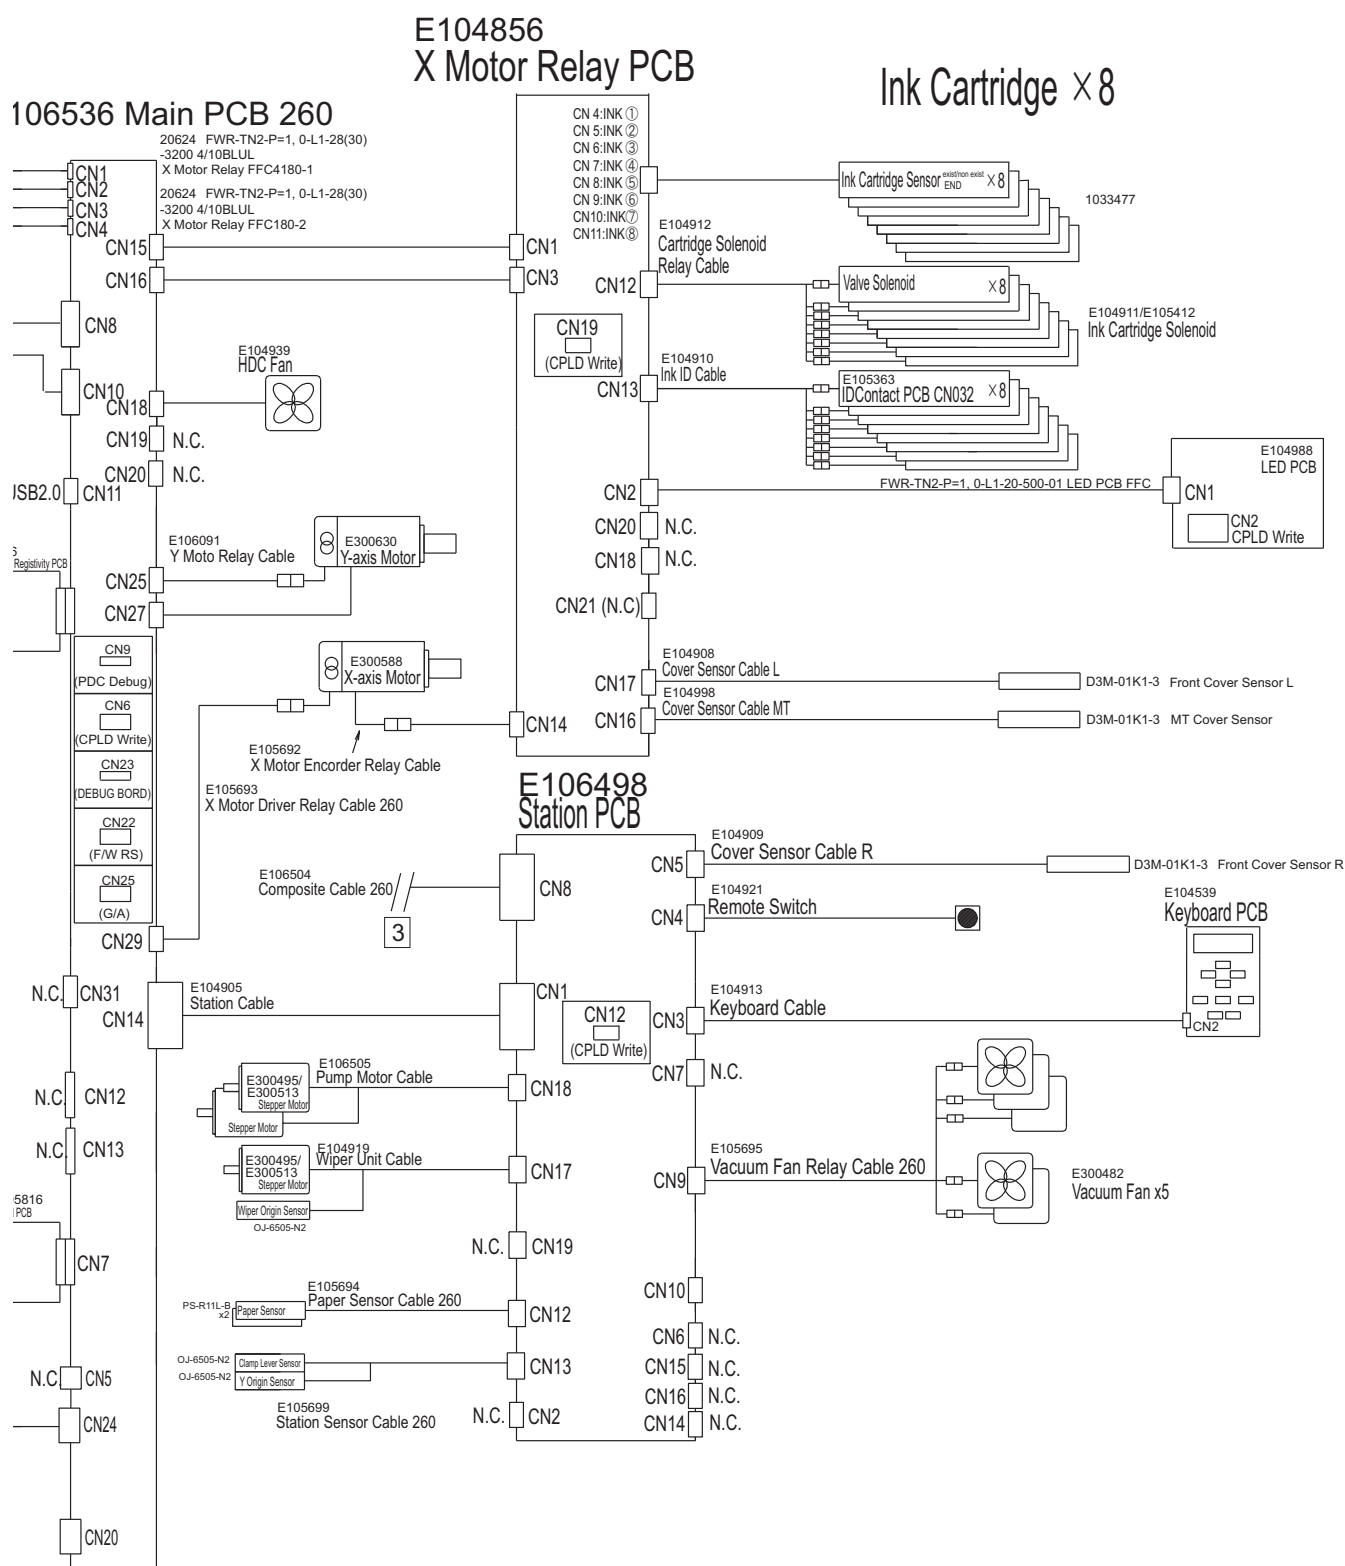 E104856
X Motor Relay PCB
Ink Cartridge ×8
106536 Main PCB 260
20624 FWR-TN2-P=1, 0-L1-28(30)
-3200 4/10BLUL
X Motor Relay FFC4180-1
20624 FWR-TN2-P=1, 0-L1-28(30)
-3200 4/10BLUL
X Motor Relay FFC180-2
CN1
CN2
CN3
CN4
CN15
CN16
CN8
CN10
CN18
E104939
HDC Fan
CN19 N.C.
CN20 N.C.
USB2.0 CN11
E106091
Y Moto Relay Cable
E300630
Y-axis Motor
6
Registivity PCB
CN25
CN27
CN9
(PDC Debug)
CN6
(CPLD Write)
CN23
(DEBUG BORD)
CN22
(F/W RS)
CN25
(G/A)
CN29
E300588
X-axis Motor
E105692
X Motor Encorder Relay Cable
E105693
X Motor Driver Relay Cable 260
N.C. CN31
CN14
E104905
Station Cable
N.C. CN12
N.C. CN13
05816
PCB
CN7
N.C. CN5
CN24
CN20
CN 4:INK ①
CN 5:INK ②
CN 6:INK ③
CN 7:INK ④
CN 8:INK ⑤
CN 9:INK ⑥
CN10:INK⑦
CN11:INK⑧
CN1
CN3
E104912
Cartridge Solenoid
Relay Cable
CN12
CN19
(CPLD Write)
E104910
Ink ID Cable
CN13
CN2
CN20 N.C.
CN18 N.C.
CN21 (N.C)
E104908
Cover Sensor Cable L
CN17
E104998
Cover Sensor Cable MT
CN16
CN14
Ink Cartridge Sensor exist/non exist END ×8
1033477
Valve Solenoid ×8
E104911/E105412
Ink Cartridge Solenoid
E105363
IDContact PCB CN032 ×8
FWR-TN2-P=1, 0-L1-20-500-01 LED PCB FFC
E104988
LED PCB
CN1
CN2
CPLD Write
D3M-01K1-3 Front Cover Sensor L
D3M-01K1-3 MT Cover Sensor
E106498
Station PCB
E106504
Composite Cable 260
3
CN8
CN1
CN12
(CPLD Write)
E104909
Cover Sensor Cable R
CN5
D3M-01K1-3 Front Cover Sensor R
E104921
Remote Switch
CN4
E104539
Keyboard PCB
CN2
E104913
Keyboard Cable
CN3
CN7 N.C.
E105695
Vacuum Fan Relay Cable 260
CN9
E300482
Vacuum Fan x5
E106505
Pump Motor Cable
E300495/
E300513
Stepper Motor
Stepper Motor
CN18
E104919
Wiper Unit Cable
E300495/
E300513
Stepper Motor
Wiper Origin Sensor
OJ-6505-N2
CN17
N.C. CN19
E105694
Paper Sensor Cable 260
PS-R11L-B
x2
Paper Sensor
CN12
OJ-6505-N2 Clamp Lever Sensor
OJ-6505-N2 Y Origin Sensor
CN13
E105699
Station Sensor Cable 260
N.C. CN2
CN10
CN6 N.C.
CN15 N.C.
CN16 N.C.
CN14 N.C.